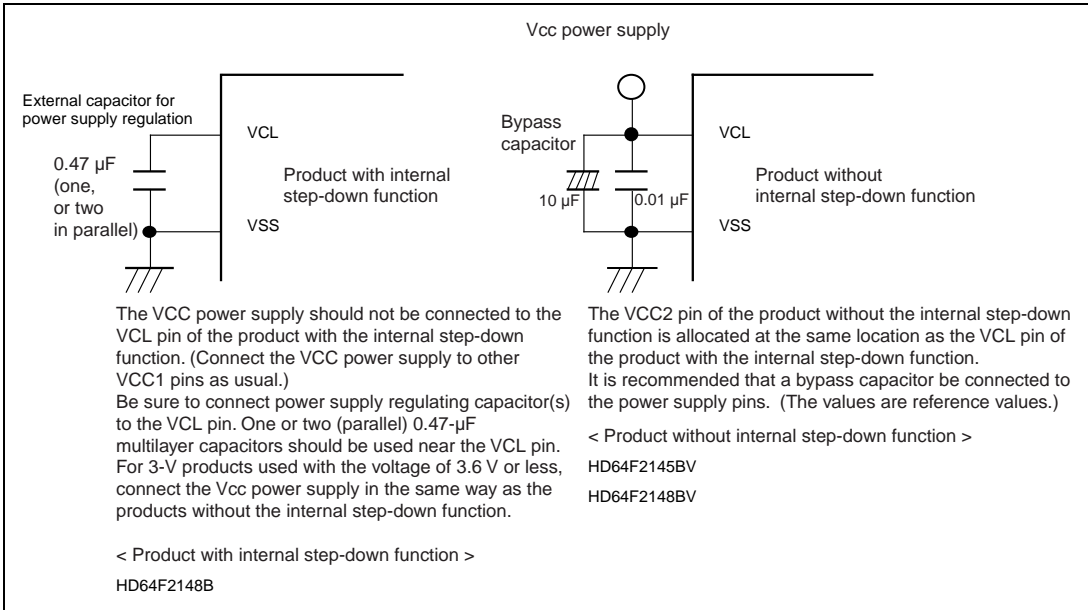 Vcc power supply
External capacitor for
power supply regulation
VCL
0.47 µF
(one,
or two
in parallel)
Product with internal
step-down function
VSS
Bypass
capacitor
10 µF
0.01 µF
VCL
Product without
internal step-down function
VSS
The VCC power supply should not be connected to the
VCL pin of the product with the internal step-down
function. (Connect the VCC power supply to other
VCC1 pins as usual.)
Be sure to connect power supply regulating capacitor(s)
to the VCL pin. One or two (parallel) 0.47-µF
multilayer capacitors should be used near the VCL pin.
For 3-V products used with the voltage of 3.6 V or less,
connect the Vcc power supply in the same way as the
products without the internal step-down function.
< Product with internal step-down function >
HD64F2148B
The VCC2 pin of the product without the internal step-down
function is allocated at the same location as the VCL pin of
the product with the internal step-down function.
It is recommended that a bypass capacitor be connected to
the power supply pins. (The values are reference values.)
< Product without internal step-down function >
HD64F2145BV
HD64F2148BV